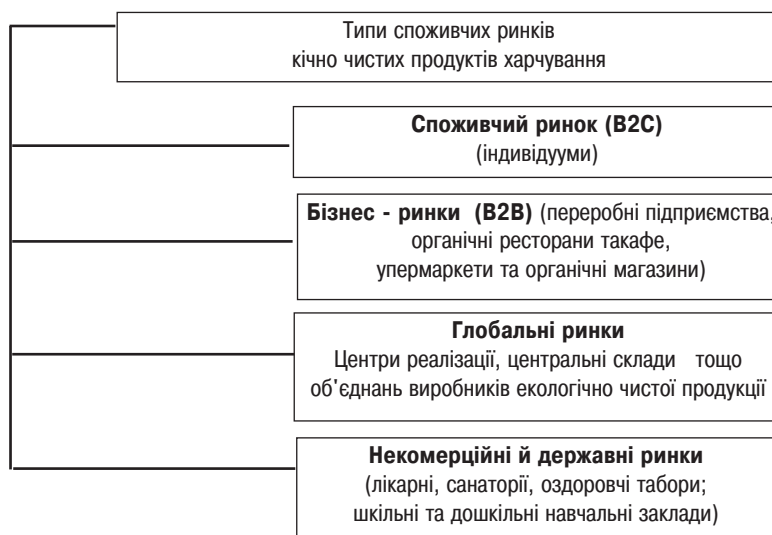 Типи споживчих ринків
кічно чистих продуктів харчування
Споживчий ринок (B2C)
(індивідууми)
Бізнес - ринки (B2B) (переробні підприємства,
органічні ресторани такафе,
упермаркети та органічні магазини)
Глобальні ринки
Центри реалізації, центральні склади тощо
об'єднань виробників екологічно чистої продукції
Некомерційні й державні ринки
(лікарні, санаторії, оздоровчі табори;
шкільні та дошкільні навчальні заклади)